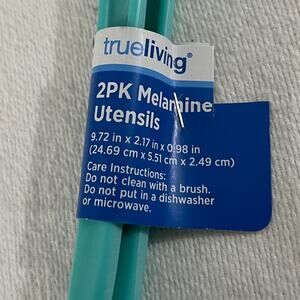 trueliving®
2PK Melamine
Utensils
9.72 in x 2.17 in x 0.98 in
(24.69 cm x 5.51 cm x 2.49 cm)
Care Instructions:
Do not clean with a brush.
Do not put in a dishwasher
or microwave.